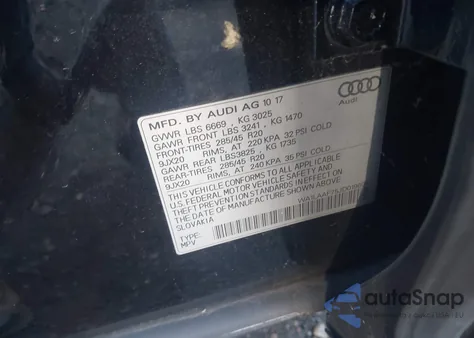 MFD. BY AUDI AG 10 17
GVWR LBS 6669 , KG 3025
GAWR FRONT LBS 3241 , KG 1470
FRONT-TIRES 285/45 R20
9JX20 RIMS, AT 220 KPA 32 PSI COLD
GAWR REAR LBS3825 , KG 1735
REAR-TIRES 285/45 R20
9JX20 RIMS, AT 240 KPA 35 PSI COLD
THIS VEHICLE CONFORMS TO ALL APPLICABLE
U.S. FEDERAL MOTOR VEHICLE SAFETY, BUMPER, AND
THEFT PREVENTION STANDARDS IN EFFECT ON
THE DATE OF MANUFACTURE SHOWN ABOVE.
SLOVAKIA
TYPE:
MPV
Audi
autoSnap